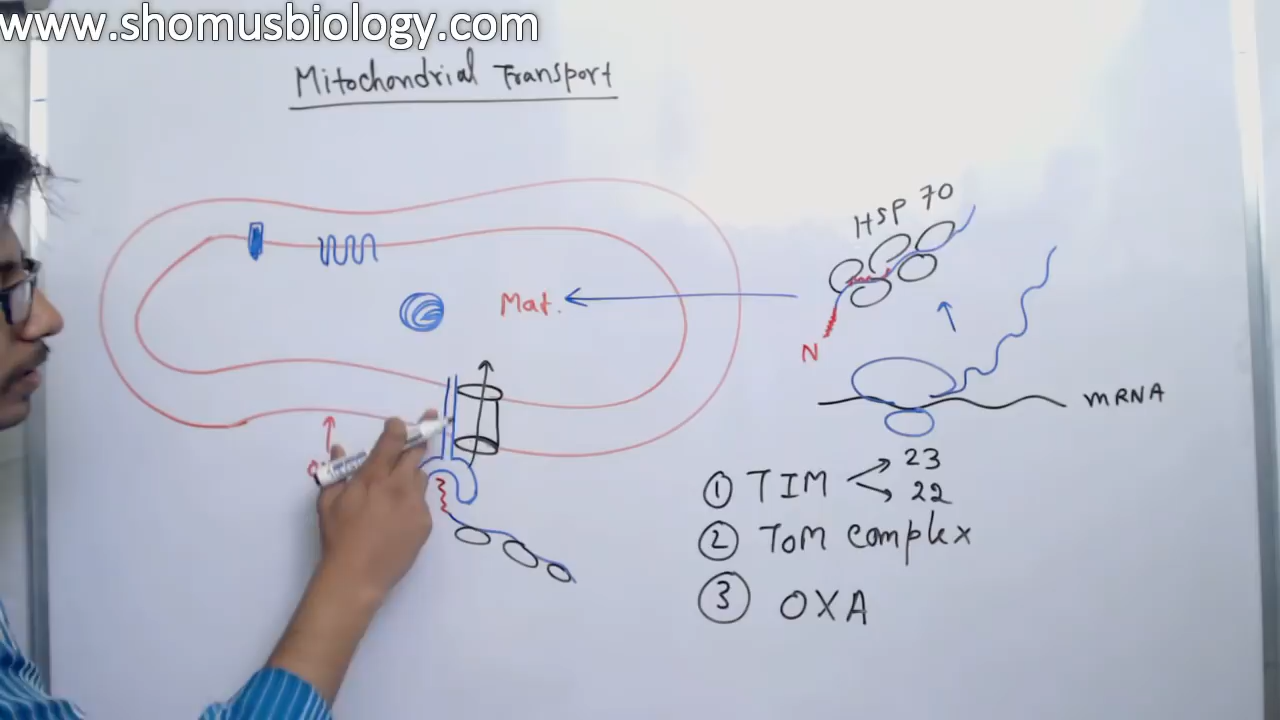 www.shomusbiology.com
Mitochondrial Transport
HSP 70
Mat.
N
mRNA
① TIM 23
22
② TOM complex
③ OXA